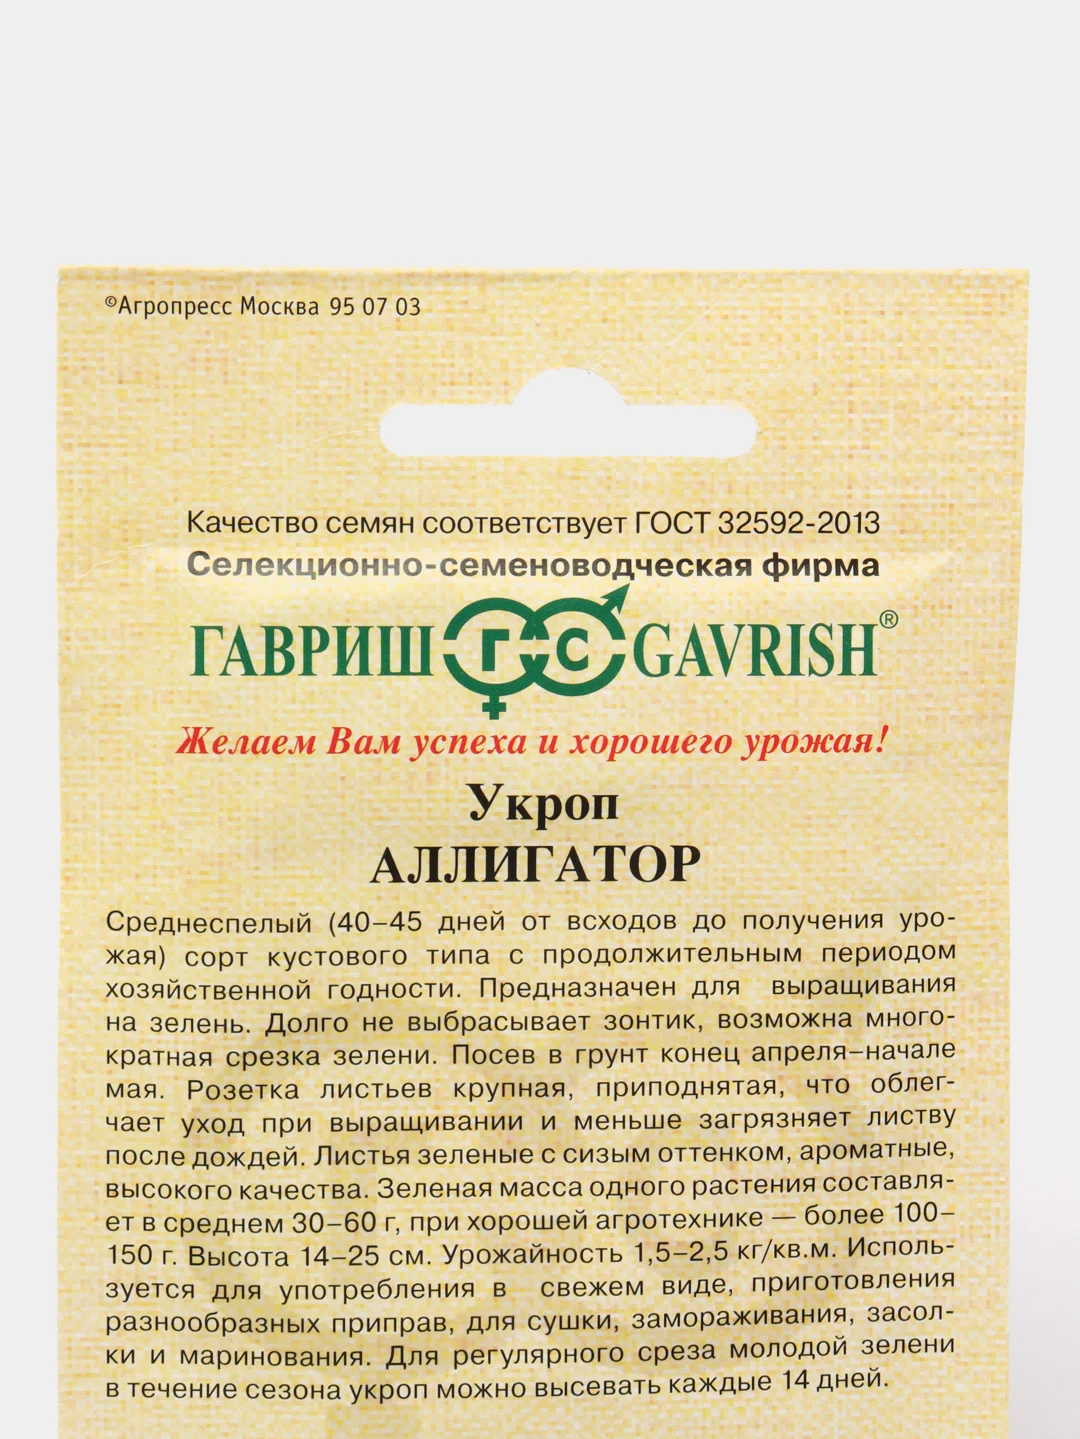 ©Агропресс Москва 95 07 03
Качество семян соответствует ГОСТ 32592-2013
Селекционно-семеноводческая фирма
ГАВРИШ ГС GAVRISH®
Желаем Вам успеха и хорошего урожая!
Укроп
АЛЛИГАТОР
Среднеспелый (40–45 дней от всходов до получения уро-
жая) сорт кустового типа с продолжительным периодом
хозяйственной годности. Предназначен для выращивания
на зелень. Долго не выбрасывает зонтик, возможна много-
кратная срезка зелени. Посев в грунт конец апреля–начале
мая. Розетка листьев крупная, приподнятая, что облег-
чает уход при выращивании и меньше загрязняет листву
после дождей. Листья зеленые с сизым оттенком, ароматные,
высокого качества. Зеленая масса одного растения составля-
ет в среднем 30–60 г, при хорошей агротехнике — более 100–
150 г. Высота 14–25 см. Урожайность 1,5–2,5 кг/кв.м. Исполь-
зуется для употребления в свежем виде, приготовления
разнообразных приправ, для сушки, замораживания, засол-
ки и маринования. Для регулярного среза молодой зелени
в течение сезона укроп можно высевать каждые 14 дней.